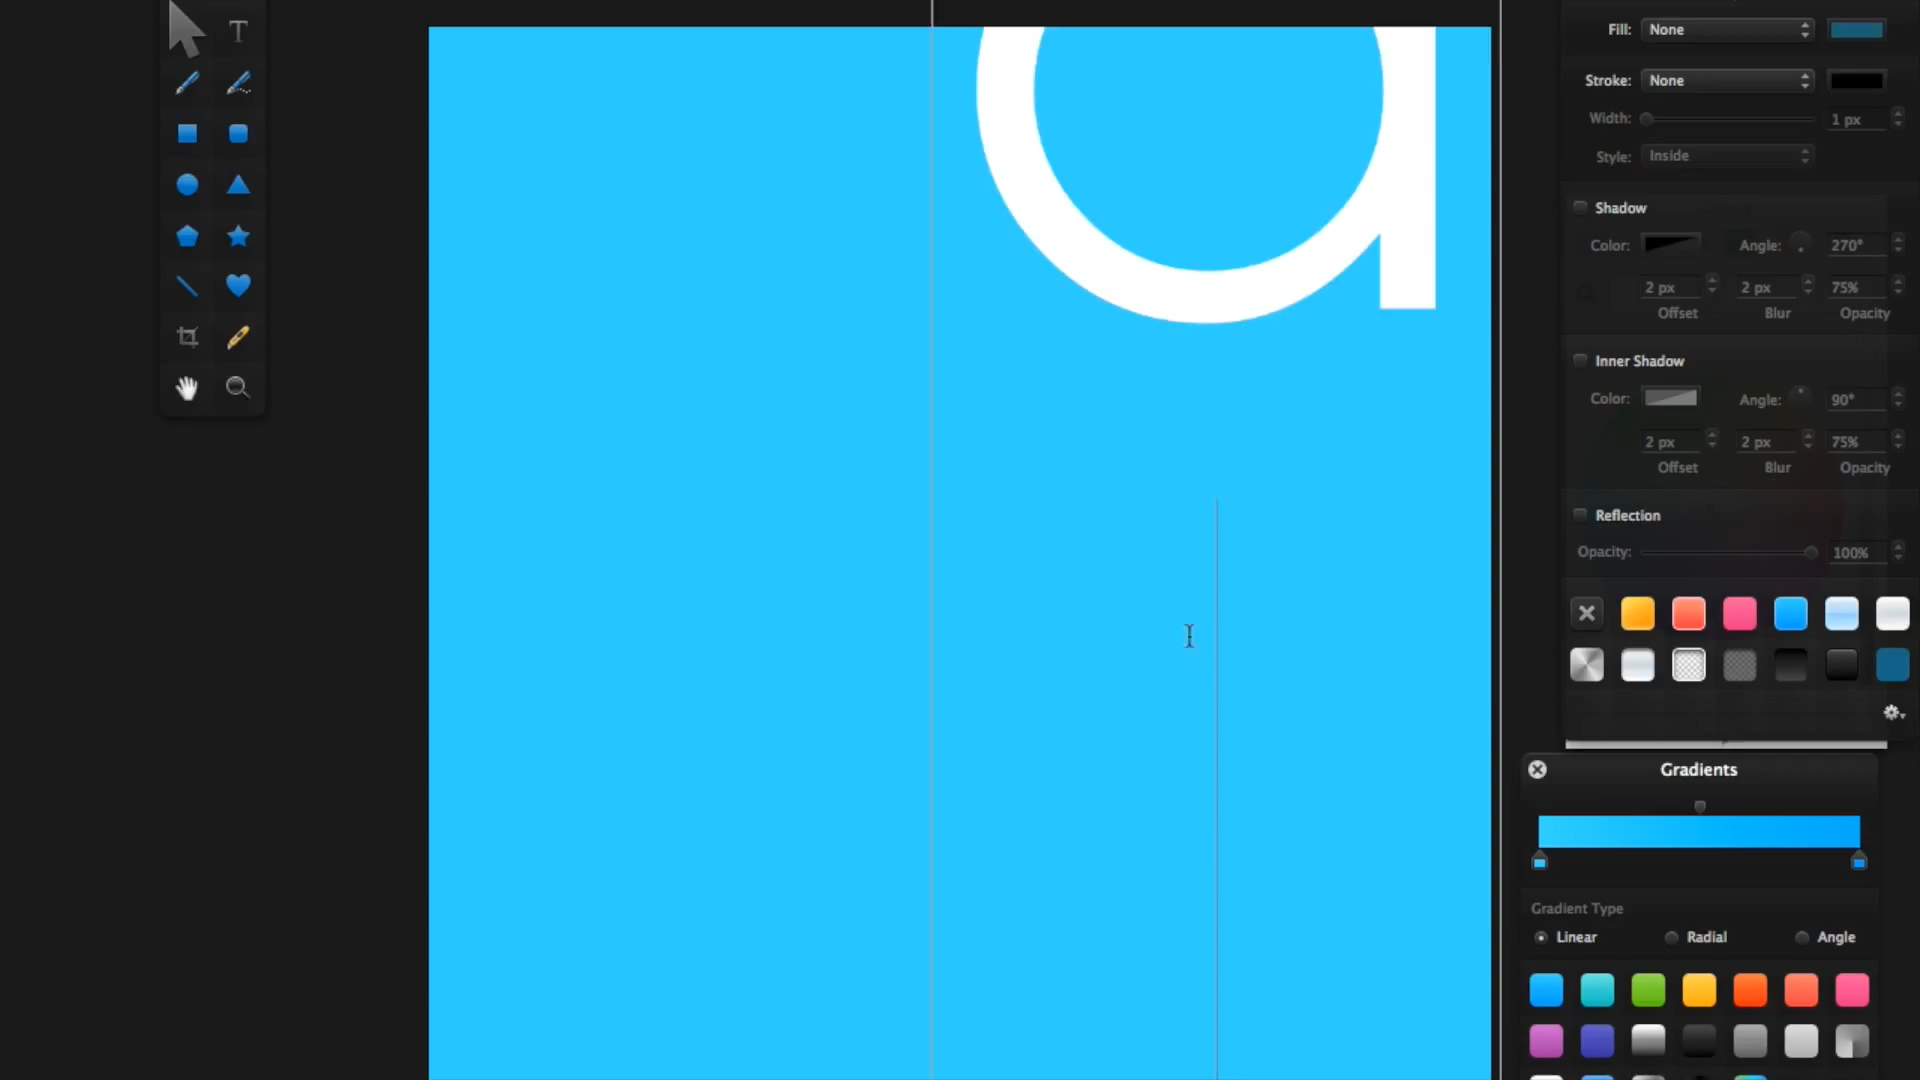 T
a
Fill: None
Stroke: None
Width: 1 px
Style: Inside
Shadow
Color: Angle: 270°
2 px 2 px 75%
Offset Blur Opacity
Inner Shadow
Color: Angle: 90°
2 px 2 px 75%
Offset Blur Opacity
Reflection
Opacity: 100%
Gradients
Gradient Type
Linear Radial Angle